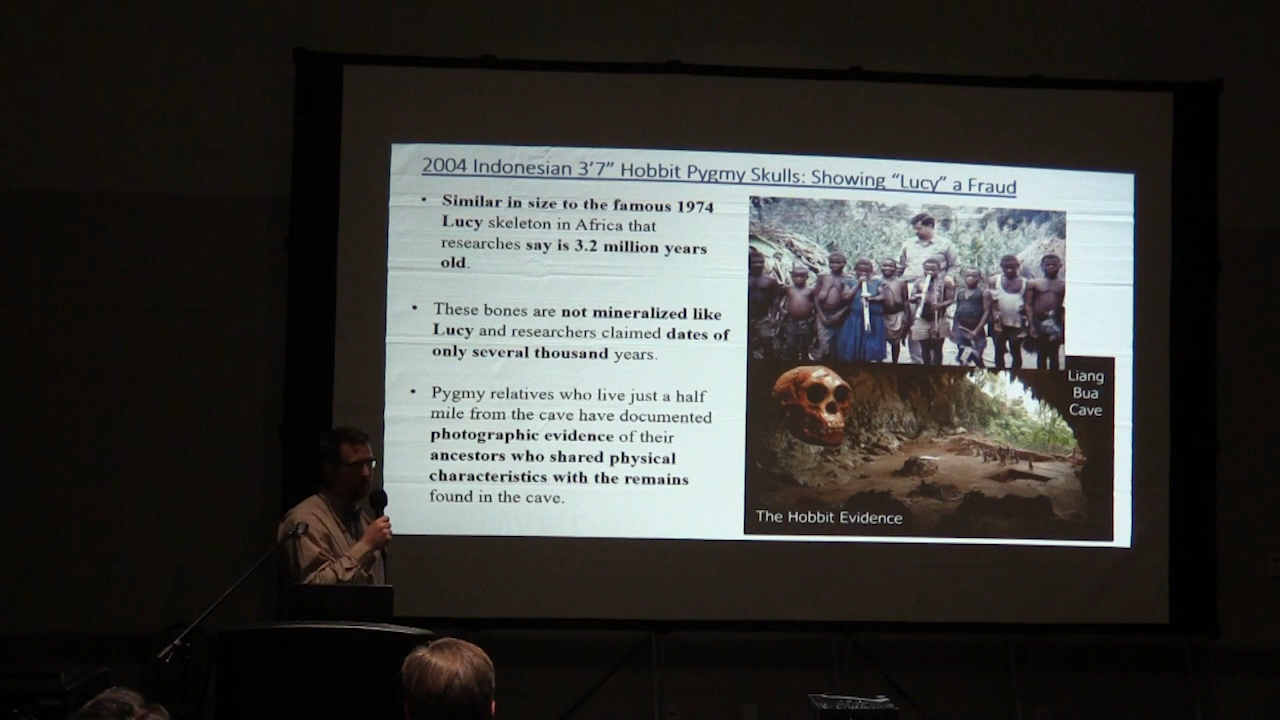 2004 Indonesian 3’7” Hobbit Pygmy Skulls: Showing “Lucy” a Fraud
• Similar in size to the famous 1974
Lucy skeleton in Africa that
researches say is 3.2 million years
old.
• These bones are not mineralized like
Lucy and researchers claimed dates of
only several thousand years.
• Pygmy relatives who live just a half
mile from the cave have documented
photographic evidence of their
ancestors who shared physical
characteristics with the remains
found in the cave.
Liang
Bua
Cave
The Hobbit Evidence